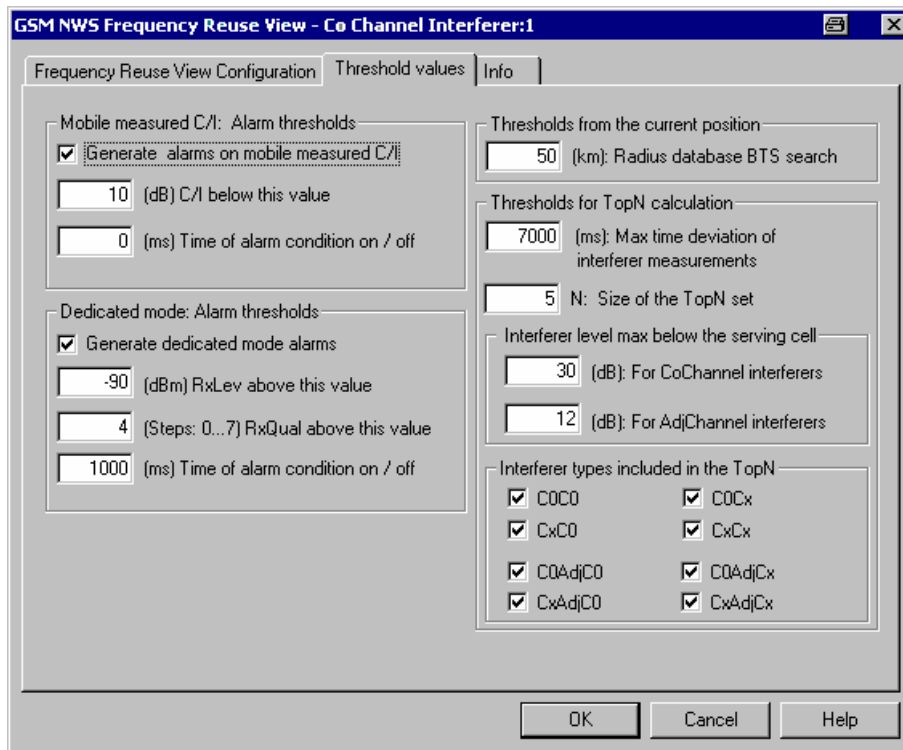 GSM NWS Frequency Reuse View - Co Channel Interferer:1
Frequency Reuse View Configuration
Threshold values
Info
Mobile measured C/I: Alarm thresholds
Generate alarms on mobile measured C/I
10 (dB) C/I below this value
0 (ms) Time of alarm condition on / off
Dedicated mode: Alarm thresholds
Generate dedicated mode alarms
-90 (dBm) RxLev above this value
4 (Steps: 0...7) RxQual above this value
1000 (ms) Time of alarm condition on / off
Thresholds from the current position
50 (km): Radius database BTS search
Thresholds for TopN calculation
7000 (ms): Max time deviation of
interferer measurements
5 N: Size of the TopN set
Interferer level max below the serving cell
30 (dB): For CoChannel interferers
12 (dB): For AdjChannel interferers
Interferer types included in the TopN
C0C0 C0Cx
CxC0 CxCx
C0AdjC0 C0AdjCx
CxAdjC0 CxAdjCx
OK Cancel Help